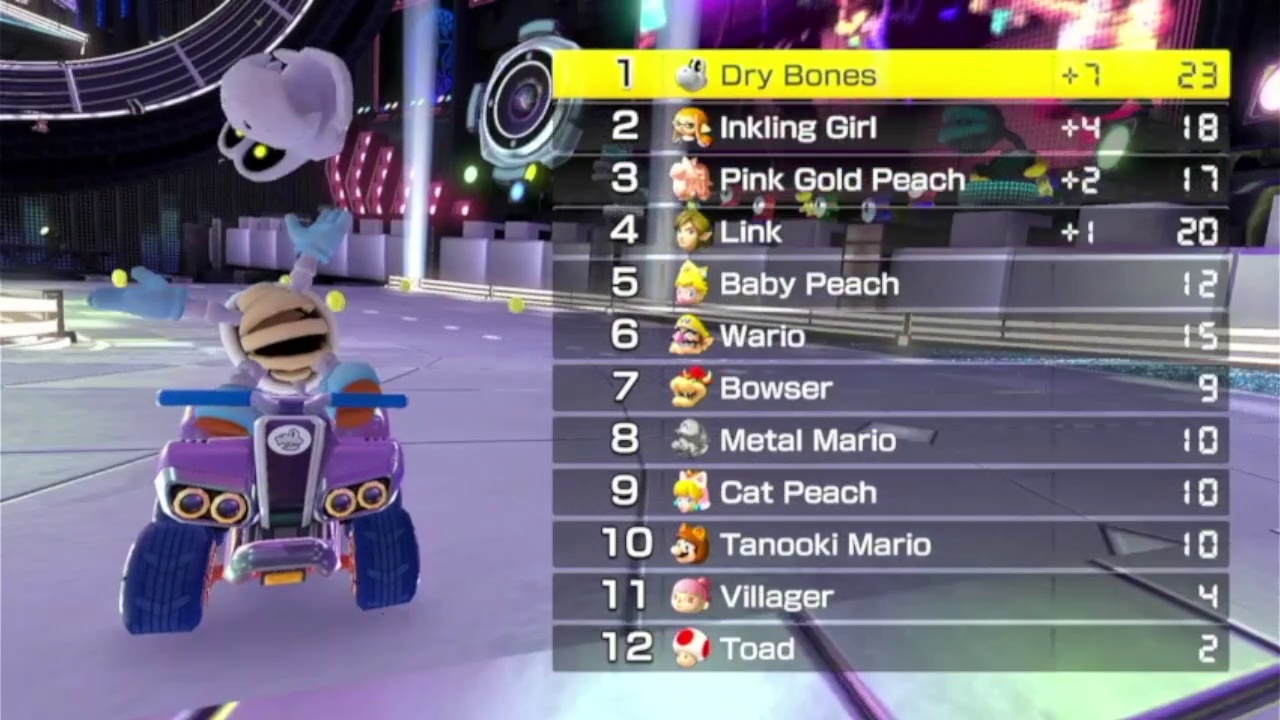 1 Dry Bones +7 23
2 Inkling Girl +4 18
3 Pink Gold Peach +2 17
4 Link +1 20
5 Baby Peach 12
6 Wario 15
7 Bowser 9
8 Metal Mario 10
9 Cat Peach 10
10 Tanooki Mario 10
11 Villager 4
12 Toad 2